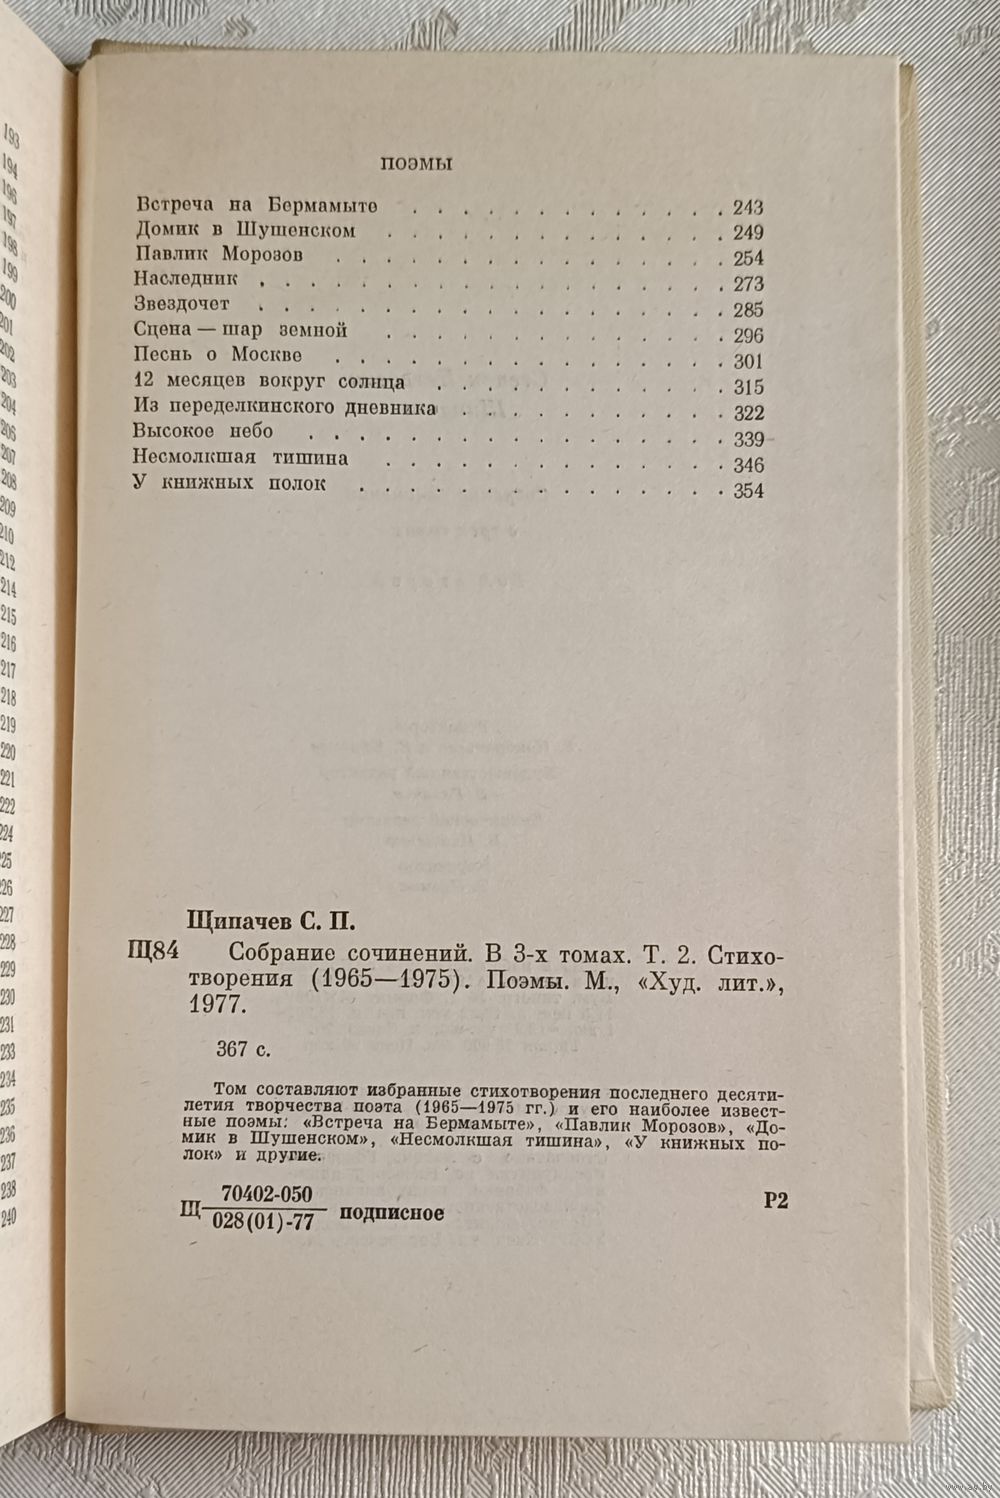 193
194
196
197
198
199
200
201
202
203
204
206
207
208
209
210
212
214
215
216
217
218
219
220
221
222
224
225
226
227
228
229
230
231
233
234
235
236
237
238
240
ПОЭМЫ
Встреча на Бермамыте . . . . . . . . . . . . . 243
Домик в Шушенском . . . . . . . . . . . . . . 249
Павлик Морозов . . . . . . . . . . . . . . . . 254
Наследник . . . . . . . . . . . . . . . . . . . 273
Звездочет . . . . . . . . . . . . . . . . . . . 285
Сцена — шар земной . . . . . . . . . . . . . . 296
Песнь о Москве . . . . . . . . . . . . . . . . 301
12 месяцев вокруг солнца . . . . . . . . . . . . 315
Из переделкинского дневника . . . . . . . . . . . 322
Высокое небо . . . . . . . . . . . . . . . . . 339
Несмолкшая тишина . . . . . . . . . . . . . . 346
У книжных полок . . . . . . . . . . . . . . . 354
Щипачев С. П.
Щ84 Собрание сочинений. В 3-х томах. Т. 2. Стихо-
творения (1965—1975). Поэмы. М., «Худ. лит.»,
1977.
367 с.
Том составляют избранные стихотворения последнего десяти-
летия творчества поэта (1965—1975 гг.) и его наиболее извест-
ные поэмы: «Встреча на Бермамыте», «Павлик Морозов», «До-
мик в Шушенском», «Несмолкшая тишина», «У книжных по-
лок» и другие.
70402-050
Щ 028(01)-77 подписное Р2
www.ay.by